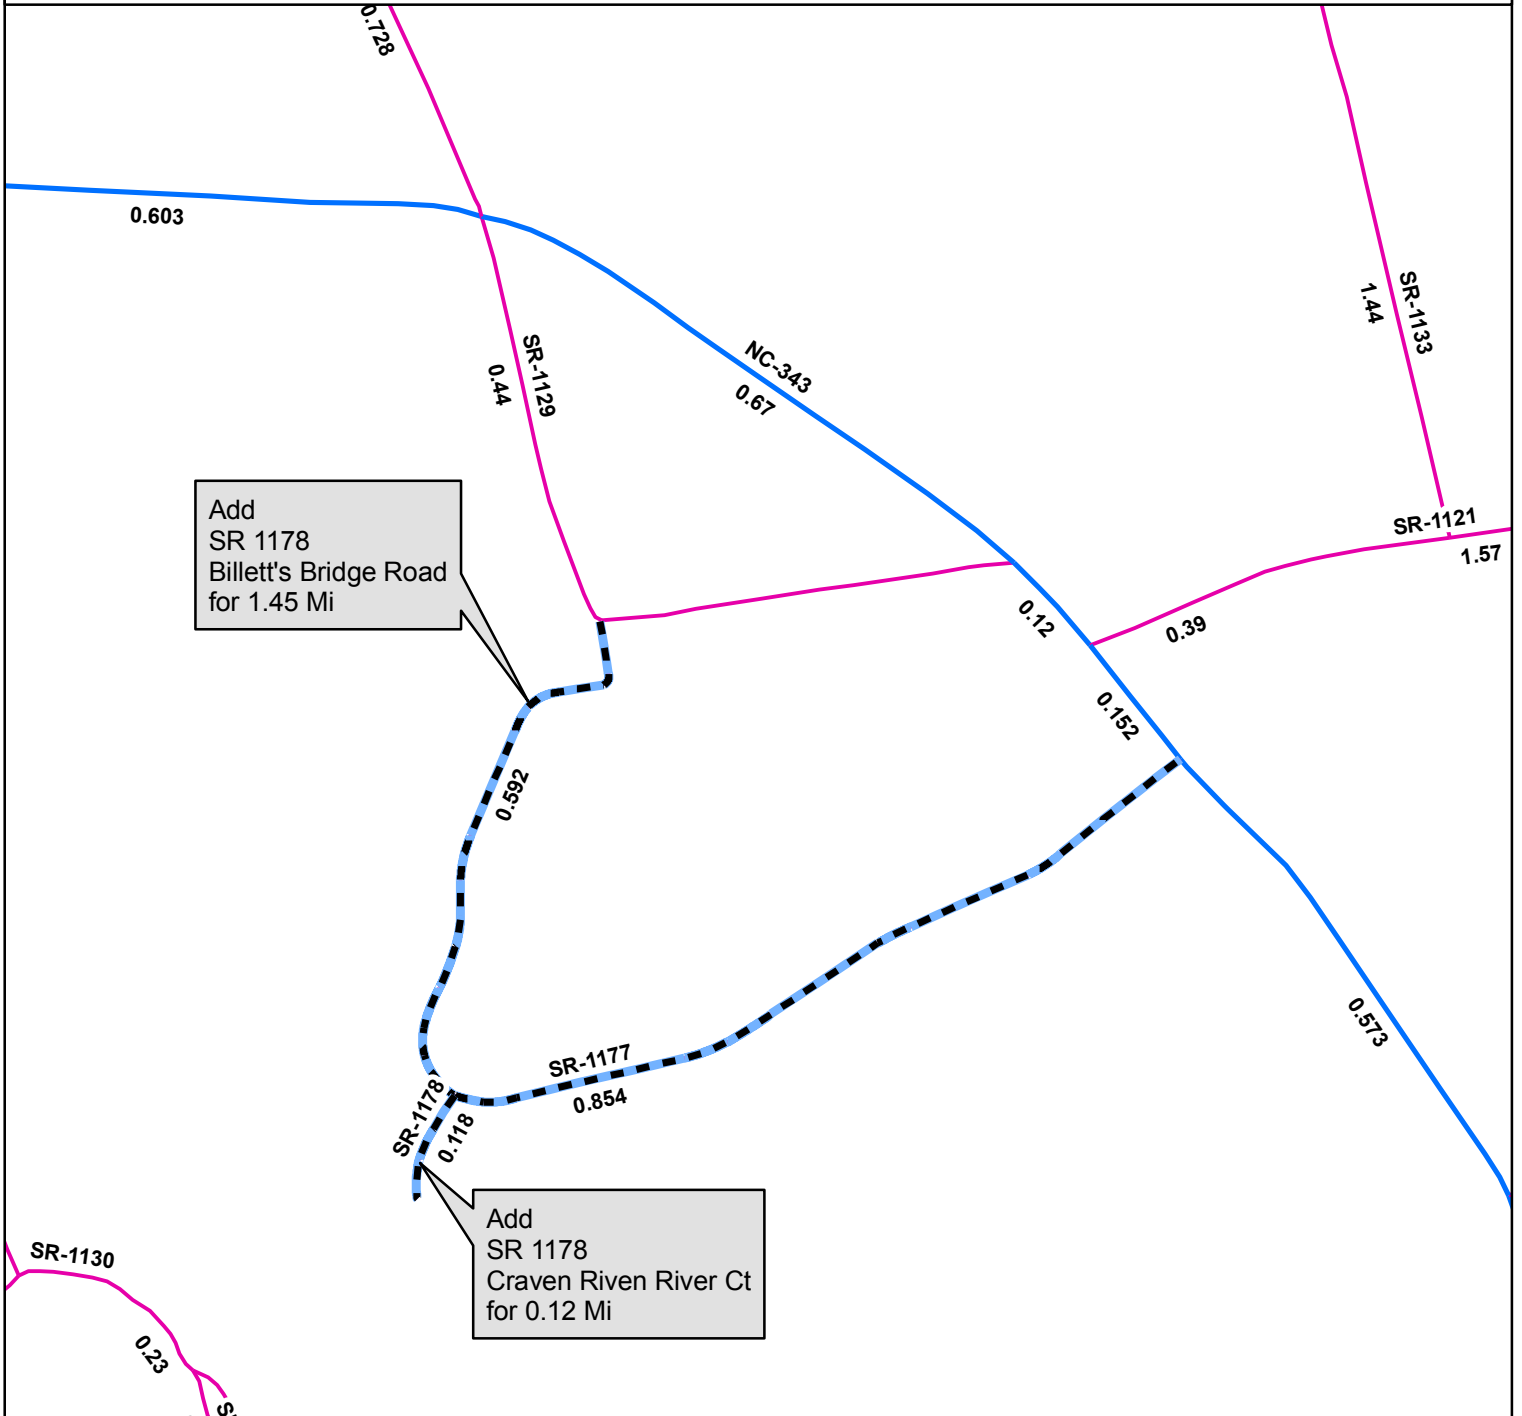 0.728
0.603
SR-1129
0.44
NC-343
0.67
SR-1133
1.44
SR-1121
1.57
Add
SR 1178
Billett's Bridge Road
for 1.45 Mi
0.12
0.39
0.152
0.592
0.573
SR-1177
0.854
SR-1178
0.118
Add
SR 1178
Craven Riven River Ct
for 0.12 Mi
SR-1130
0.23